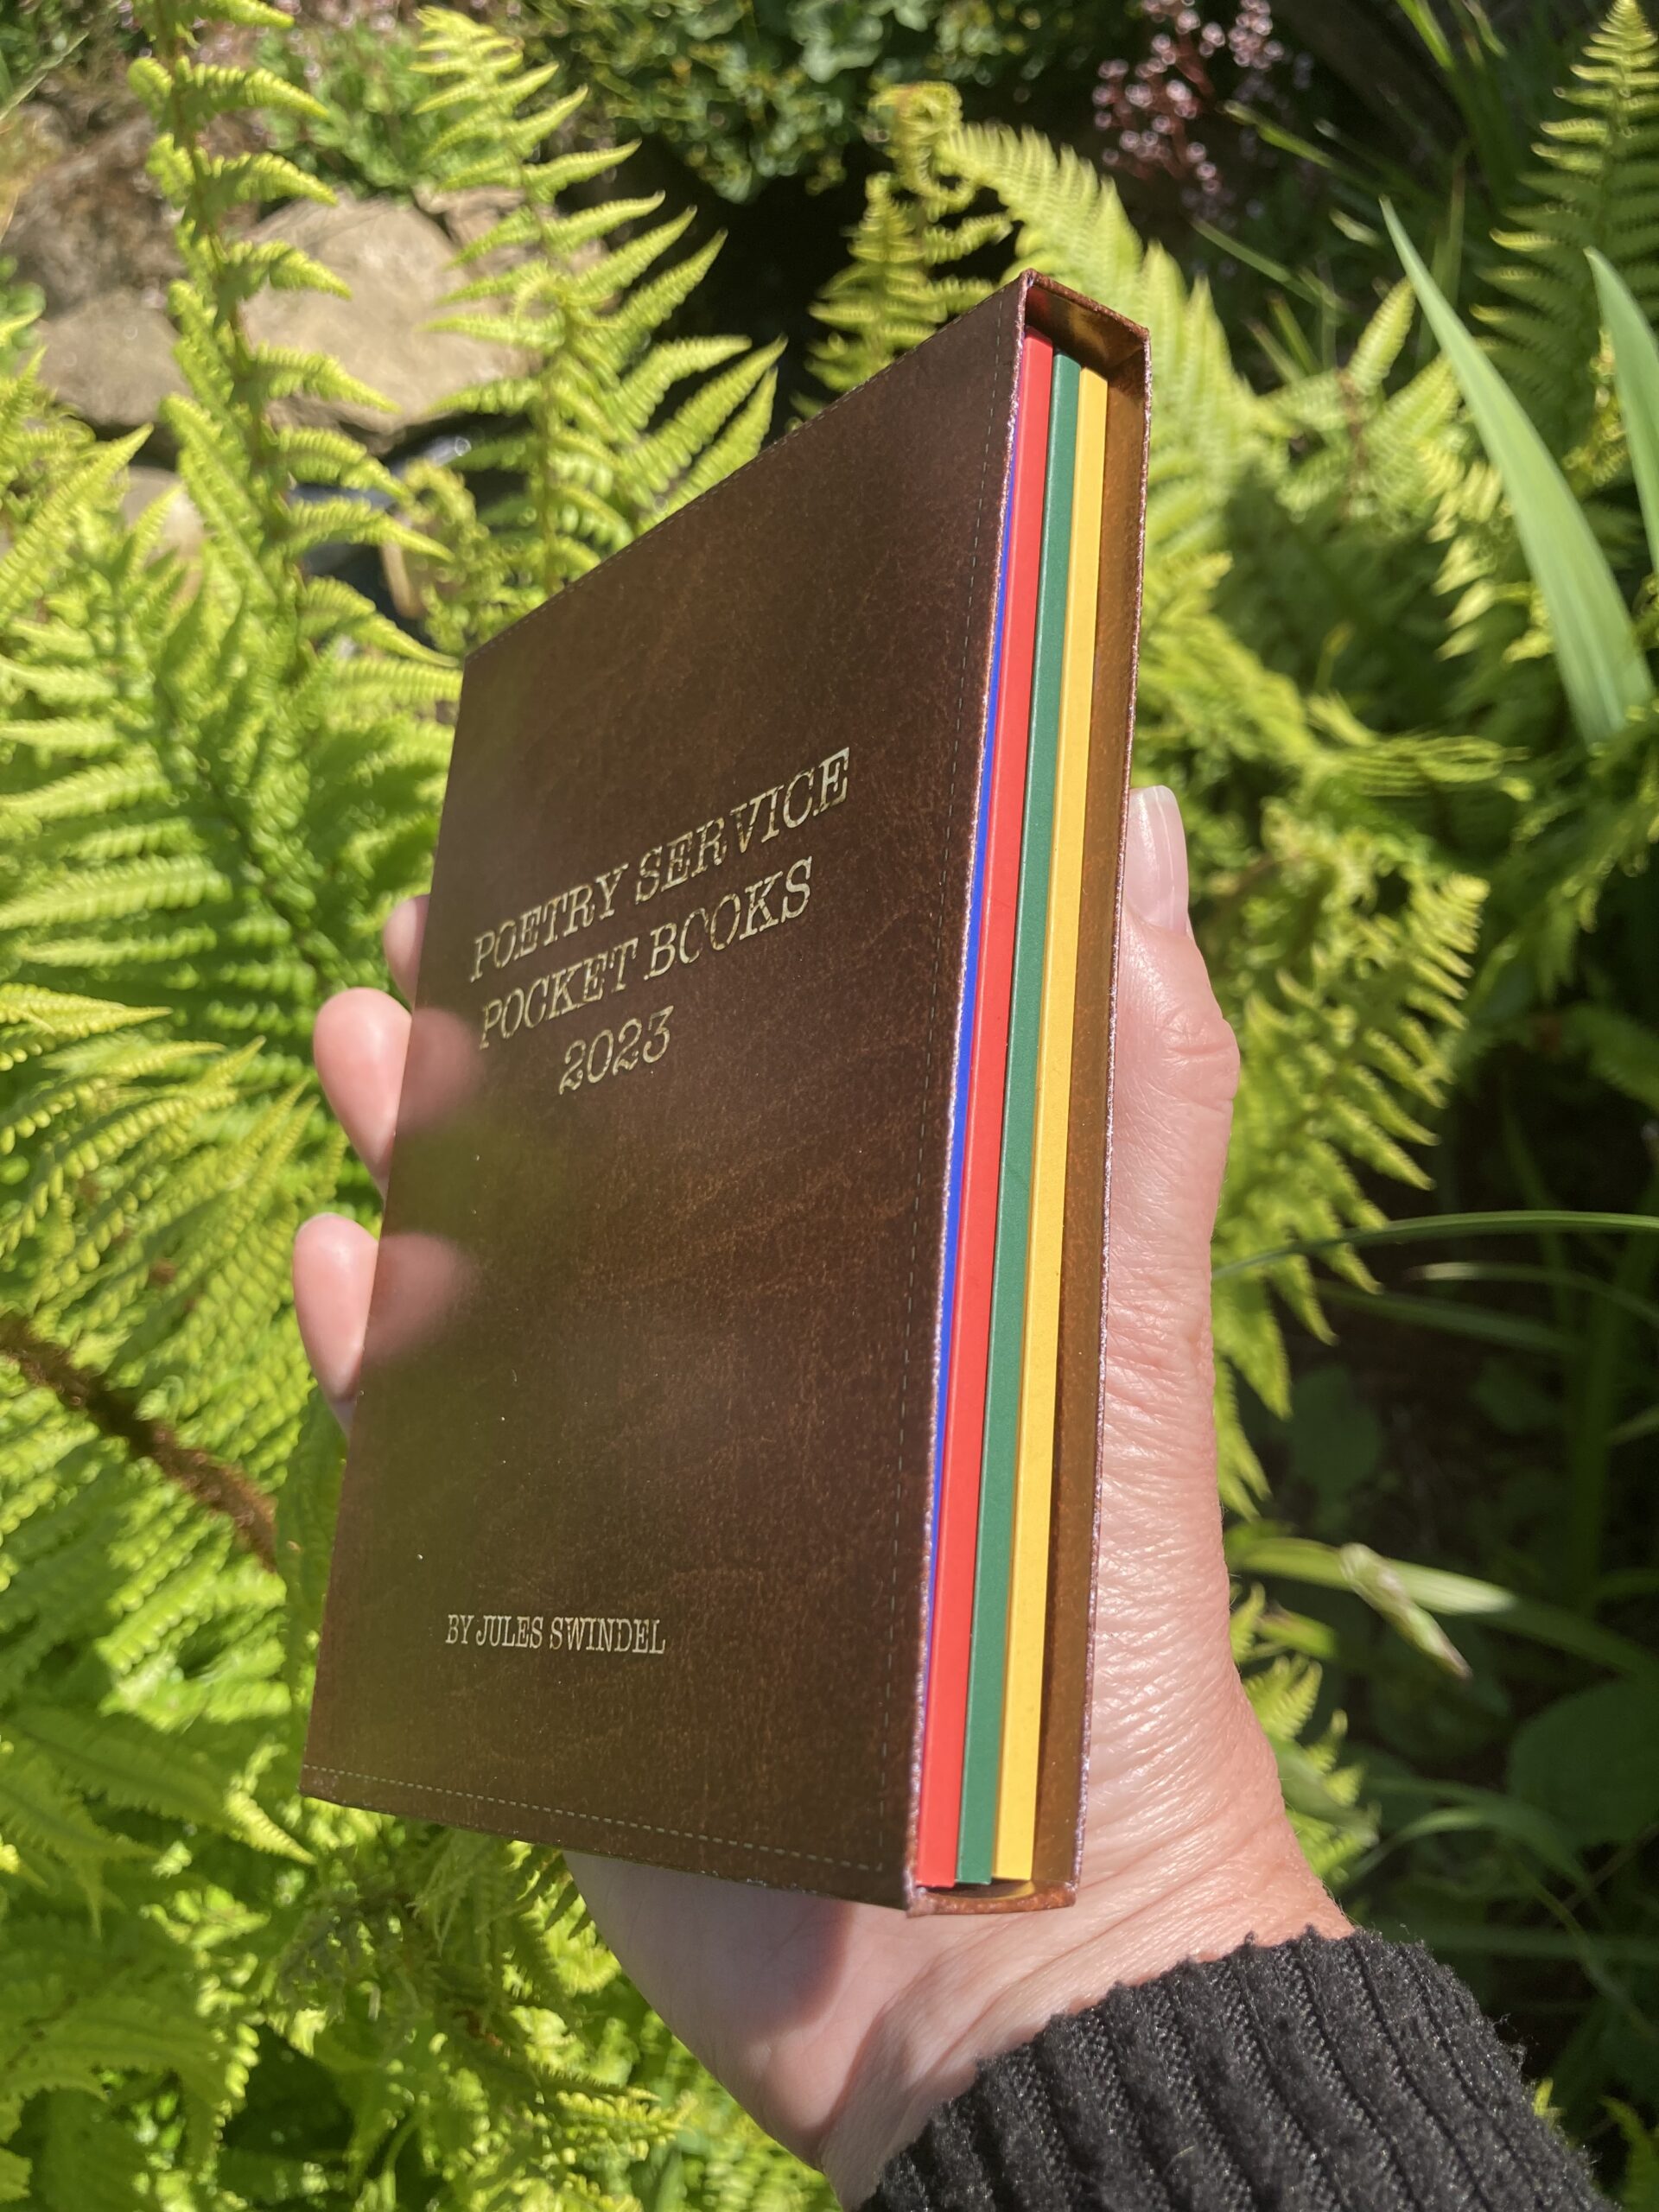 POETRY SERVICE
POCKET BOOKS
2023
BY JULES SWINDEL